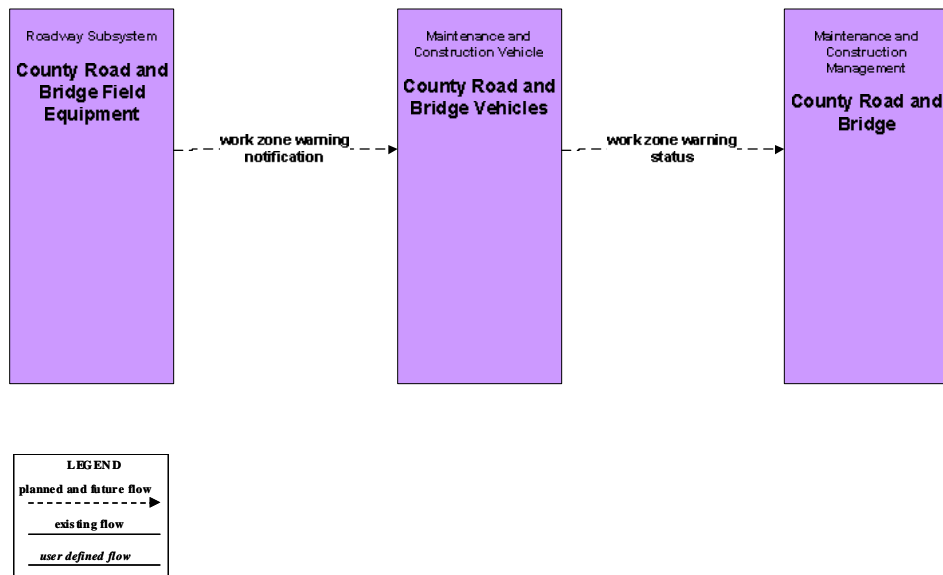 Roadway Subsystem
County Road and
Bridge Field
Equipment
work zone warning
notification
Maintenance and
Construction Vehicle
County Road and
Bridge Vehicles
work zone warning
status
Maintenance and
Construction
Management
County Road and
Bridge
LEGEND
planned and future flow
existing flow
user defined flow